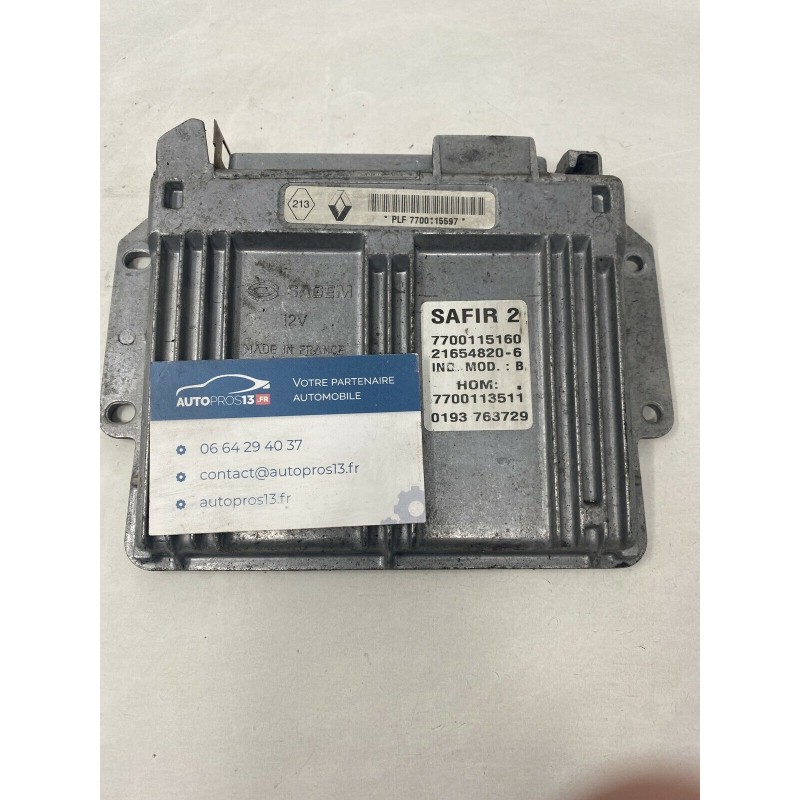 213
* PLF 7700115597 *
SAGEM
12V
MADE IN FRANCE
SAFIR 2
7700115160
21654820-6
IND. MOD. : B
HOM: .
7700113511
0193 763729
AUTOPROS13.FR
VOTRE PARTENAIRE
AUTOMOBILE
06 64 29 40 37
contact@autopros13.fr
autopros13.fr